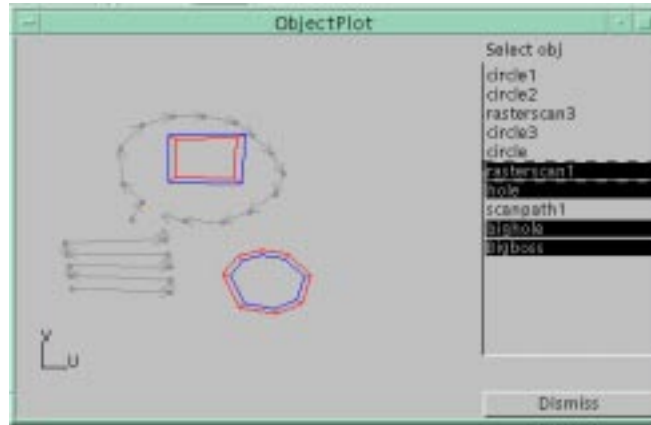 ObjectPlot
Select obj
circle1
circle2
rasterscan3
circle3
circle
rasterscan1
hole
scanpath1
bighole
Bigboss
V
U
Dismiss